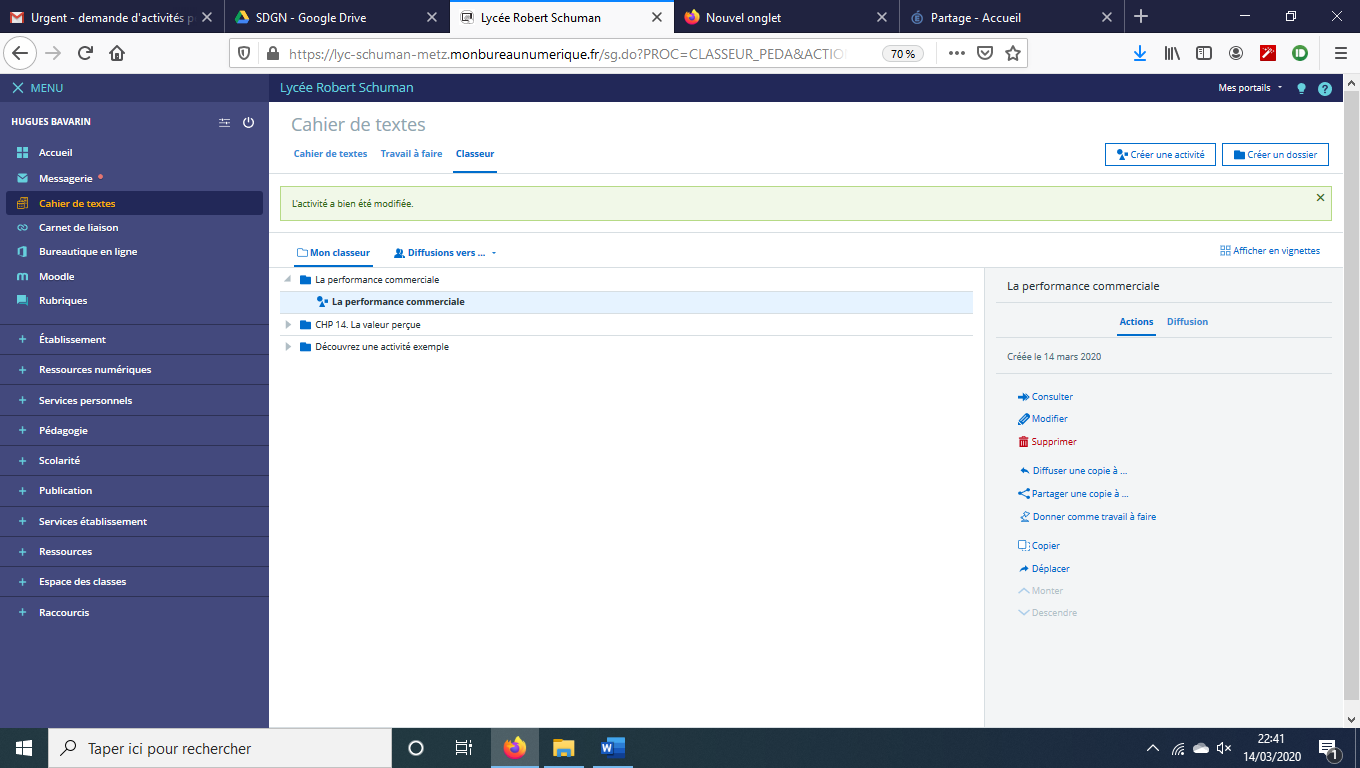 Urgent - demande d'activités p
SDGN - Google Drive
Lycée Robert Schuman
Nouvel onglet
Partage - Accueil
https://lyc-schuman-metz.monbureaunumerique.fr/sg.do?PROC=CLASSEUR_PEDA&ACTIO
70 %
MENU
Lycée Robert Schuman
Mes portails
HUGUES BAVARIN
Accueil
Messagerie
Cahier de textes
Carnet de liaison
Bureautique en ligne
Moodle
Rubriques
Établissement
Ressources numériques
Services personnels
Pédagogie
Scolarité
Publication
Services établissement
Ressources
Espace des classes
Raccourcis
Cahier de textes
Cahier de textes Travail à faire Classeur
Créer une activité
Créer un dossier
L'activité a bien été modifiée.
Mon classeur
Diffusions vers ...
Afficher en vignettes
La performance commerciale
La performance commerciale
CHP 14. La valeur perçue
Découvrez une activité exemple
La performance commerciale
Actions Diffusion
Créée le 14 mars 2020
Consulter
Modifier
Supprimer
Diffuser une copie à ...
Partager une copie à ...
Donner comme travail à faire
Copier
Déplacer
Monter
Descendre
Taper ici pour rechercher
22:41
14/03/2020
1